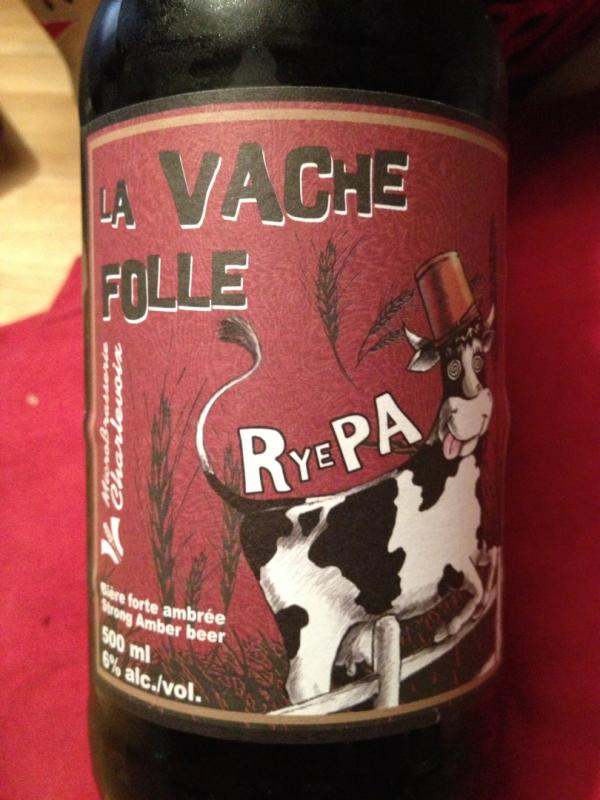 LA VACHE
FOLLE
RYEPA
MicroBrasserie
Charlevoix
Bière forte ambrée
Strong Amber beer
500 ml
6% alc./vol.